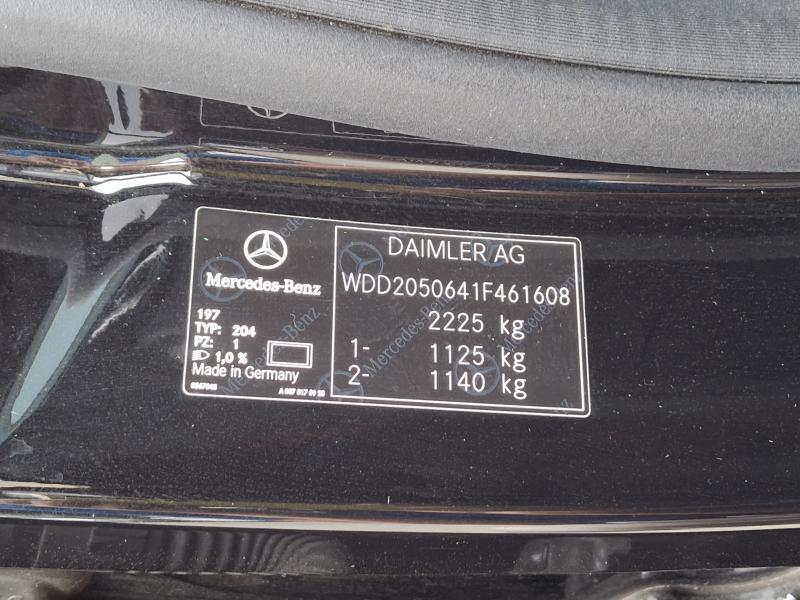 Mercedes-Benz
197
TYP: 204
PZ: 1
1,0 %
Made in Germany
DAIMLER AG
WDD2050641F461608
2225 kg
1- 1125 kg
2- 1140 kg